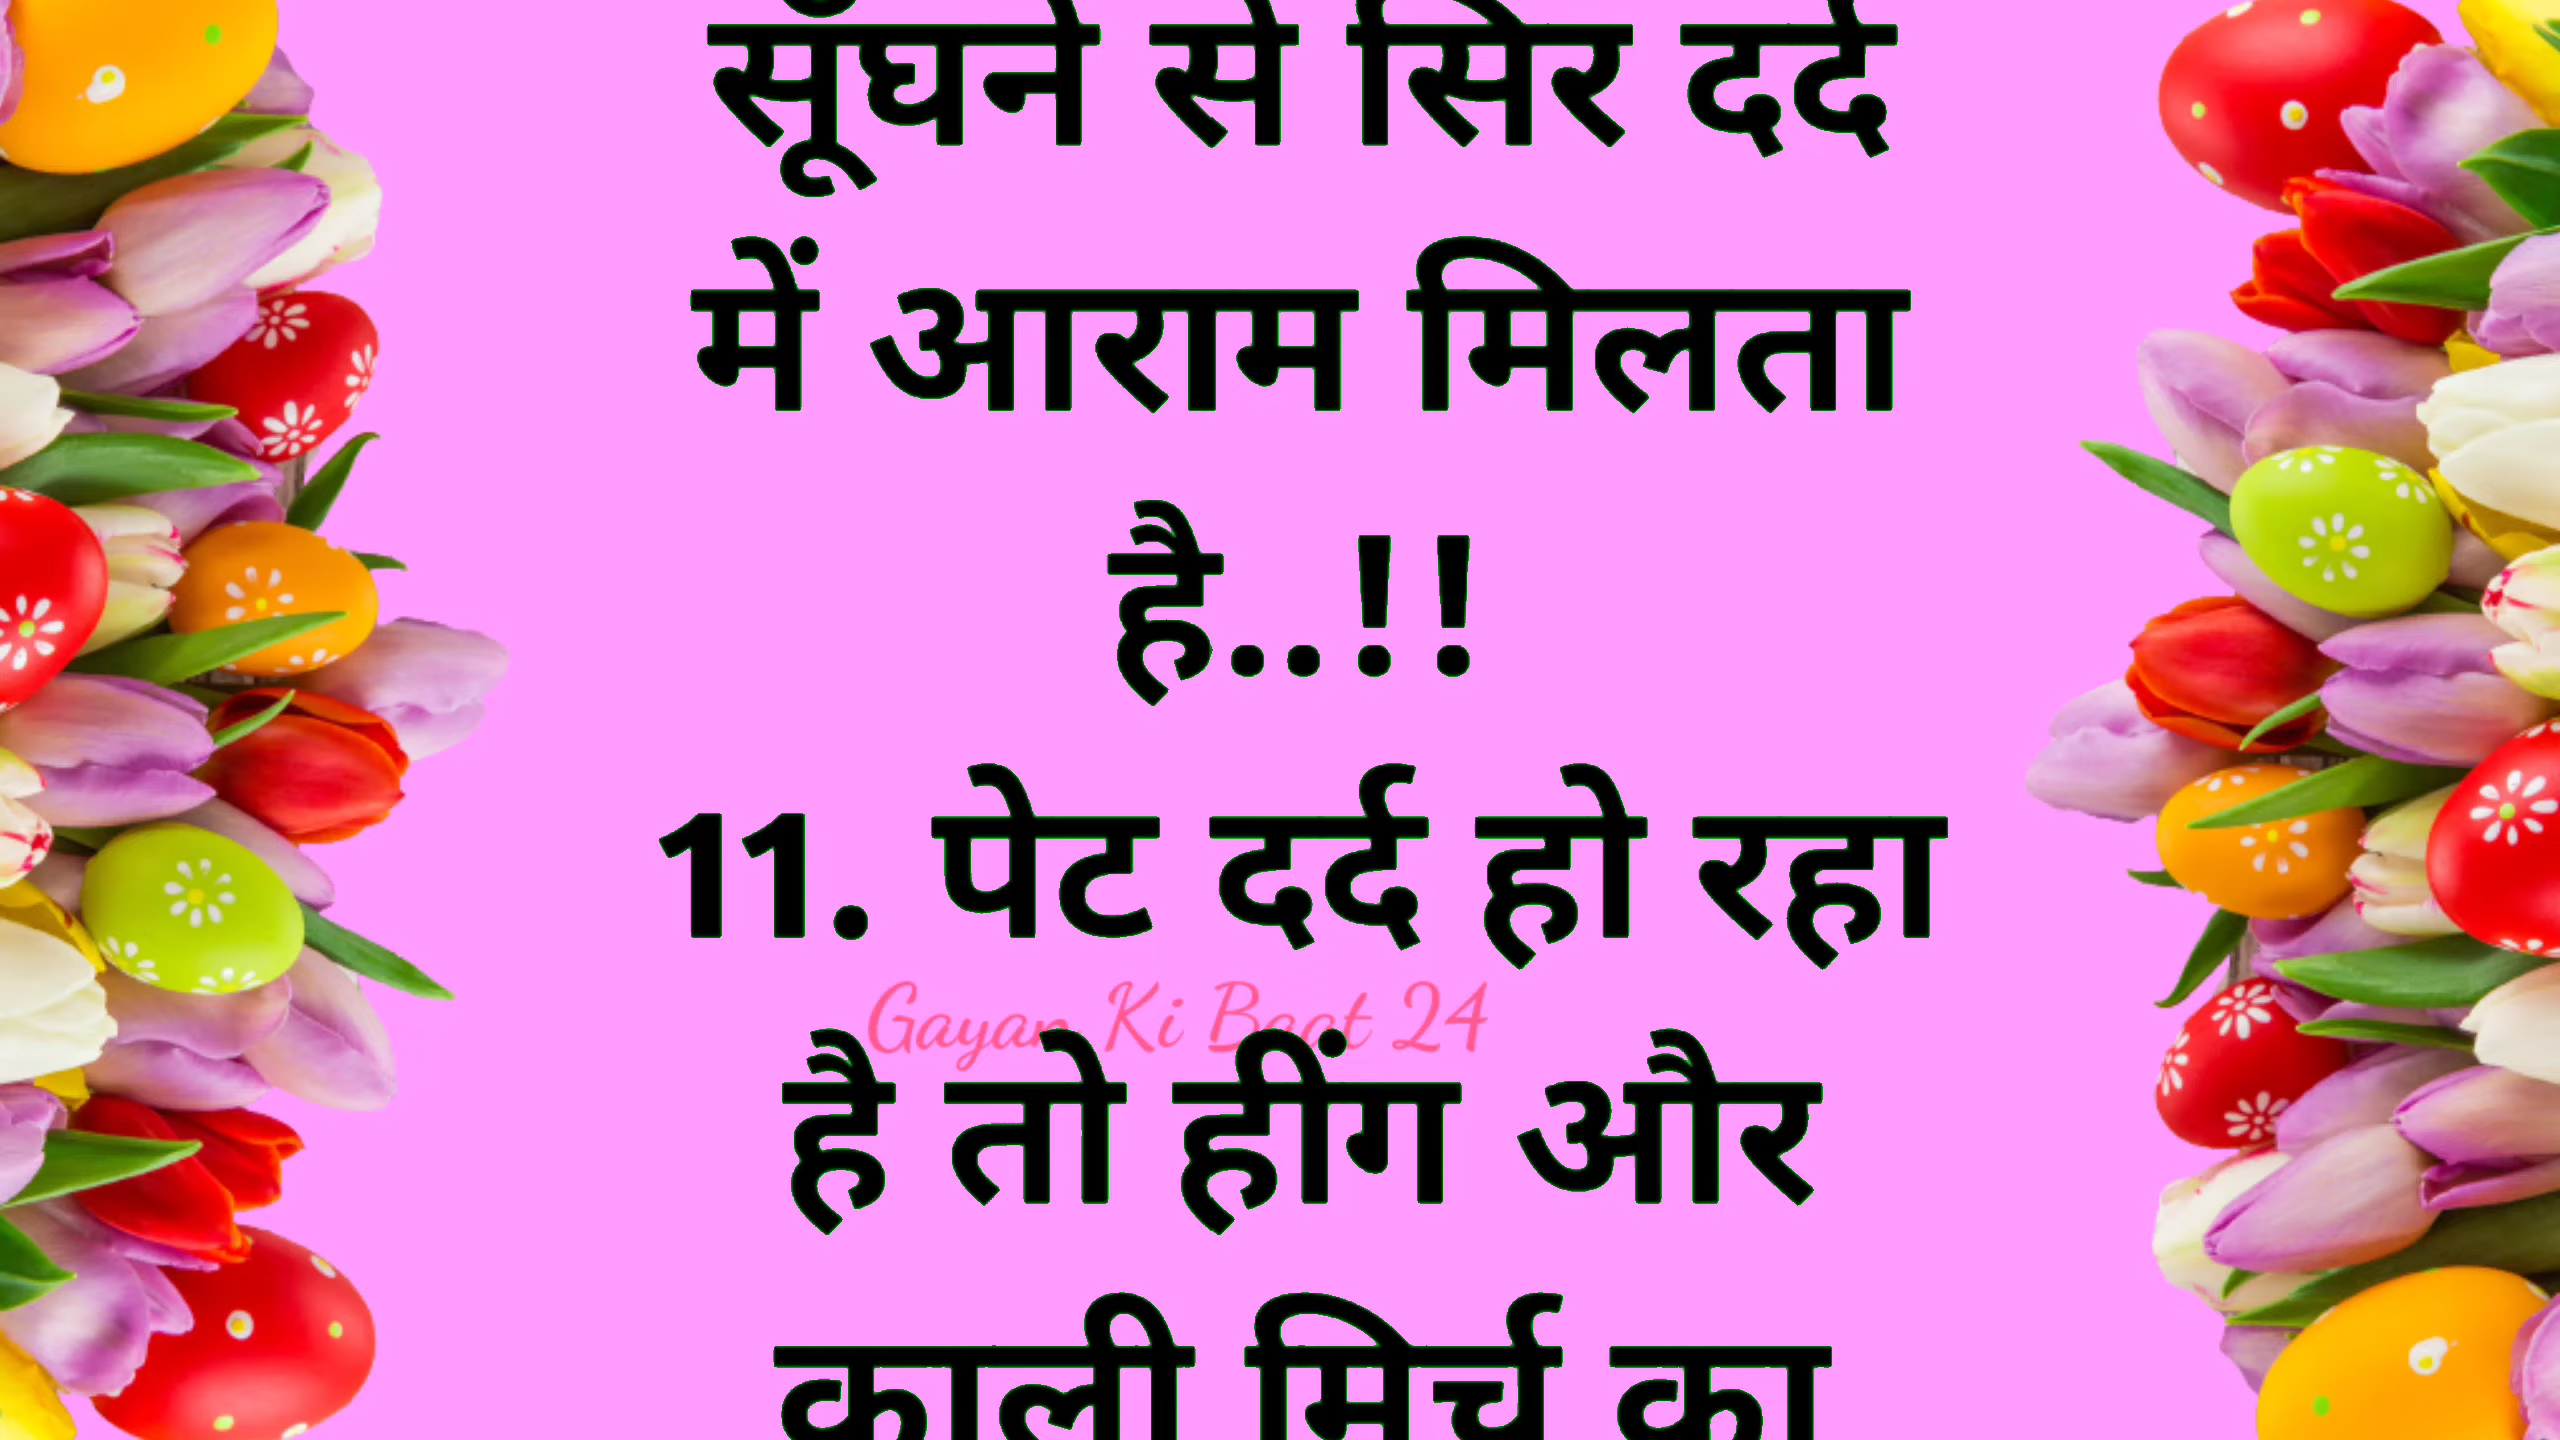 सूँघने से सिर दर्द
में आराम मिलता
है..!!
11. पेट दर्द हो रहा
Gayan Ki Baat 24
है तो हींग और
काली मिर्च का